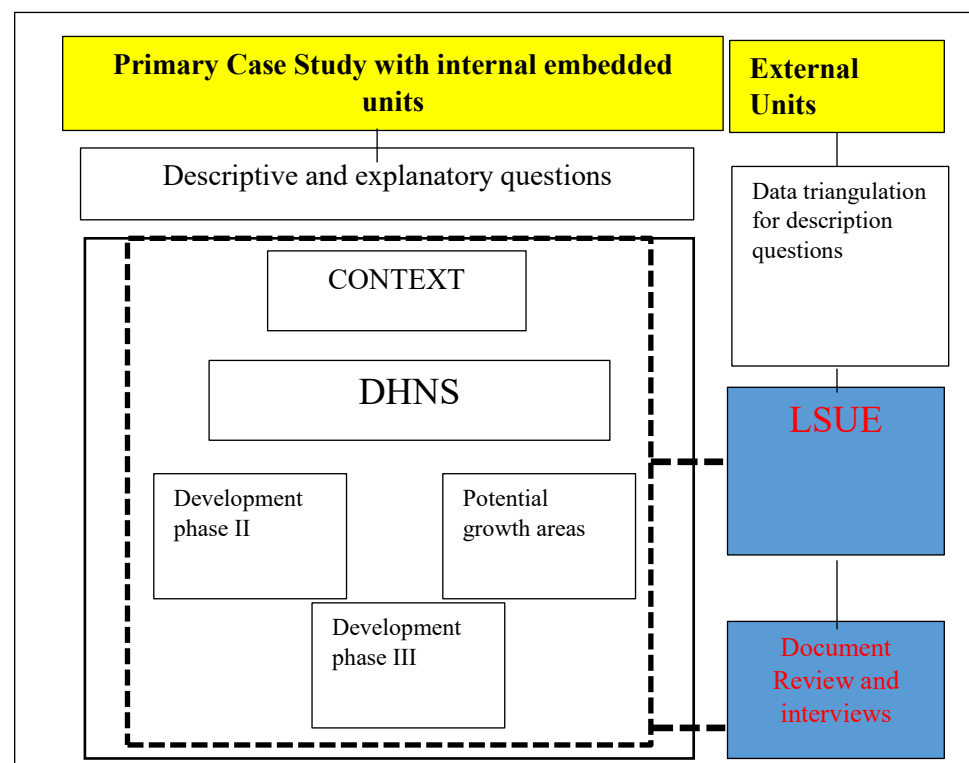 Primary Case Study with internal embedded
units
External
Units
Descriptive and explanatory questions
Data triangulation
for description
questions
CONTEXT
DHNS
LSUE
Development
phase II
Potential
growth areas
Development
phase III
Document
Review and
interviews